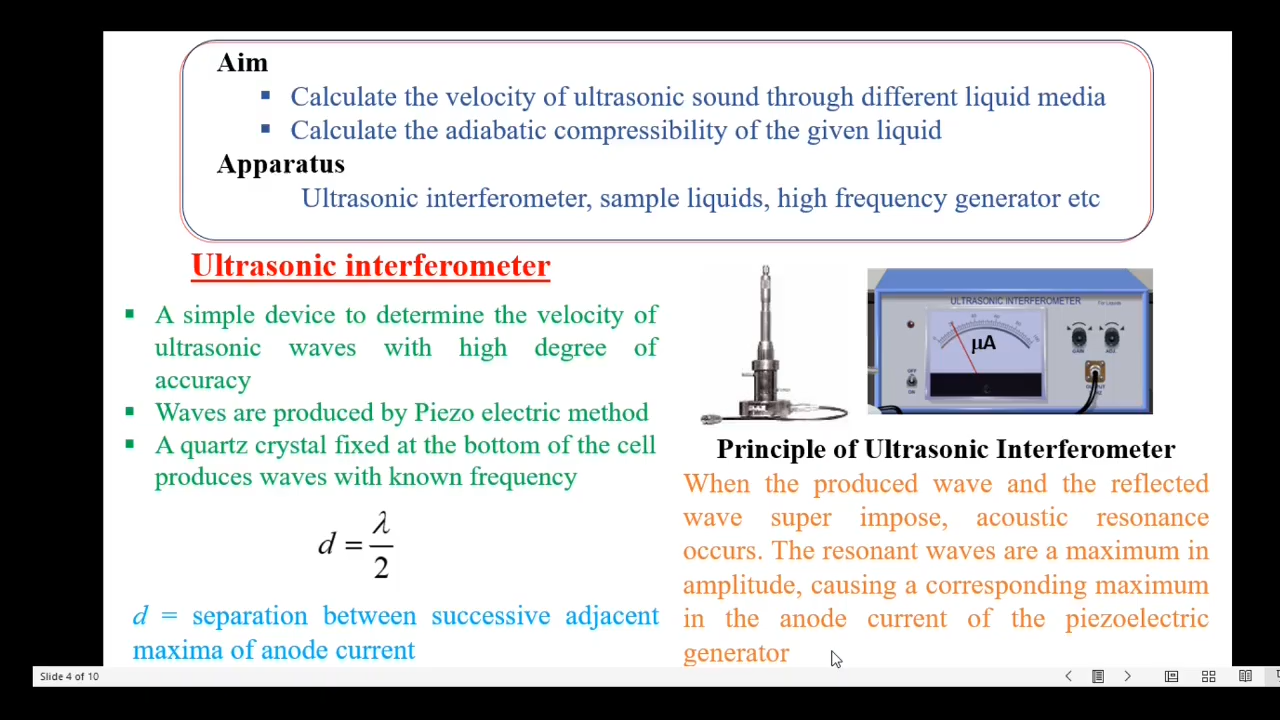 Aim
▪ Calculate the velocity of ultrasonic sound through different liquid media
▪ Calculate the adiabatic compressibility of the given liquid
Apparatus
Ultrasonic interferometer, sample liquids, high frequency generator etc
Ultrasonic interferometer
▪ A simple device to determine the velocity of
ultrasonic waves with high degree of
accuracy
▪ Waves are produced by Piezo electric method
▪ A quartz crystal fixed at the bottom of the cell
produces waves with known frequency
d = λ/2
d = separation between successive adjacent
maxima of anode current
ULTRASONIC INTERFEROMETER
For Liquids
μA
GAIN
ADJ
OFF
ON
Principle of Ultrasonic Interferometer
When the produced wave and the reflected
wave super impose, acoustic resonance
occurs. The resonant waves are a maximum in
amplitude, causing a corresponding maximum
in the anode current of the piezoelectric
generator
Slide 4 of 10